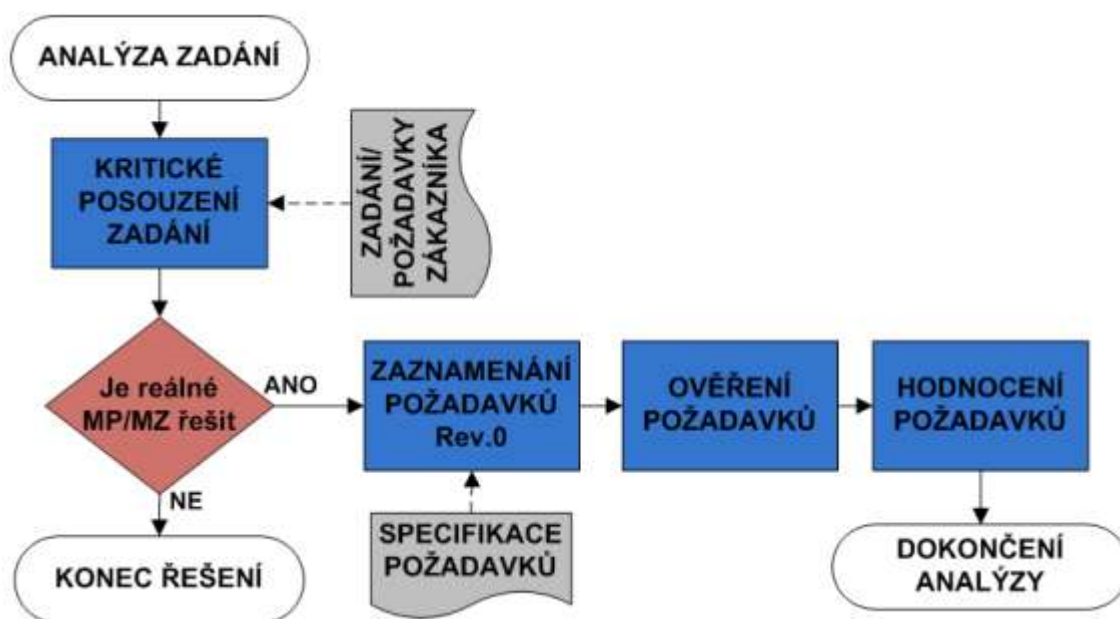 ANALÝZA ZADÁNÍ
KRITICKÉ
POSOUZENÍ
ZADÁNÍ
ZADÁNÍ/
POŽADAVKY
ZÁKAZNÍKA
Je reálné
MP/MZ řešit
ANO
NE
ZAZNAMENÁNÍ
POŽADAVKŮ
Rev.0
OVĚŘENÍ
POŽADAVKŮ
HODNOCENÍ
POŽADAVKŮ
KONEC ŘEŠENÍ
SPECIFIKACE
POŽADAVKŮ
DOKONČENÍ
ANALÝZY